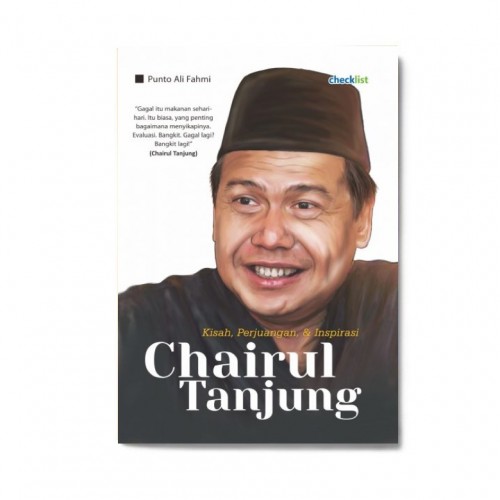 Punto Ali Fahmi
checklist
"Gagal itu makanan sehari-
hari. Itu biasa, yang penting
bagaimana menyikapinya.
Evaluasi. Bangkit. Gagal lagi?
Bangkit lagi!"
(Chairul Tanjung)
Kisah, Perjuangan, & Inspirasi
Chairul
Tanjung